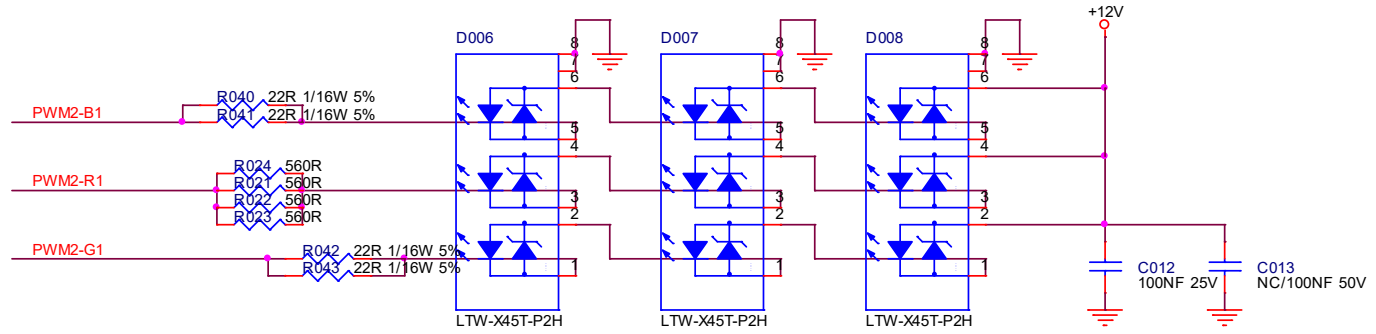 +12V
D006
D007
D008
8
7
6
8
7
6
8
7
6
R040 22R 1/16W 5%
PWM2-B1
R041 22R 1/16W 5%
5
4
5
4
5
4
R024 560R
PWM2-R1
R021 560R
R022 560R
R023 560R
3
2
3
2
3
2
PWM2-G1
R042 22R 1/16W 5%
R043 22R 1/16W 5%
1
1
1
C012
100NF 25V
C013
NC/100NF 50V
LTW-X45T-P2H
LTW-X45T-P2H
LTW-X45T-P2H